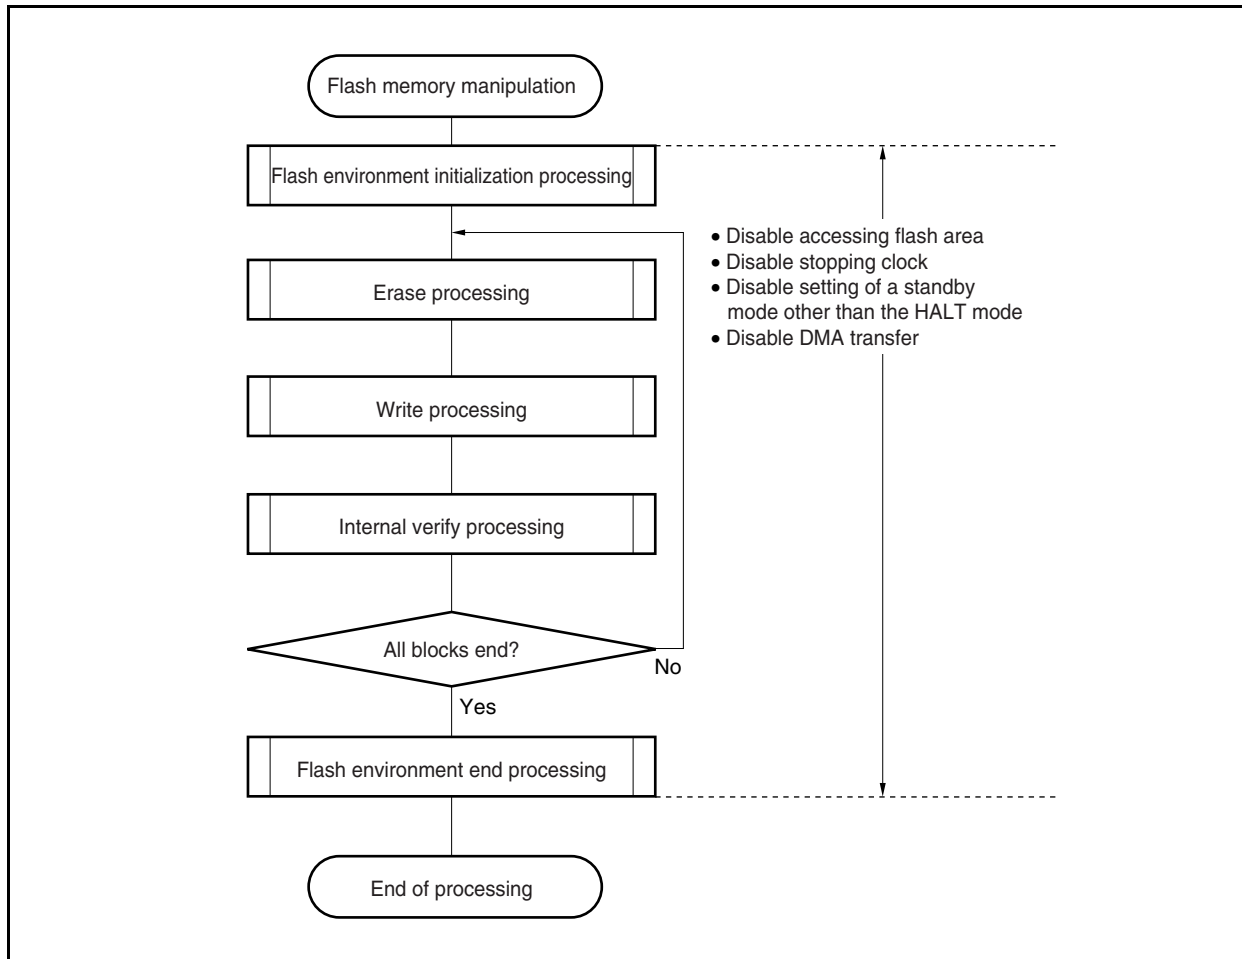 Flash memory manipulation
Flash environment initialization processing
• Disable accessing flash area
• Disable stopping clock
• Disable setting of a standby
mode other than the HALT mode
• Disable DMA transfer
Erase processing
Write processing
Internal verify processing
All blocks end?
No
Yes
Flash environment end processing
End of processing